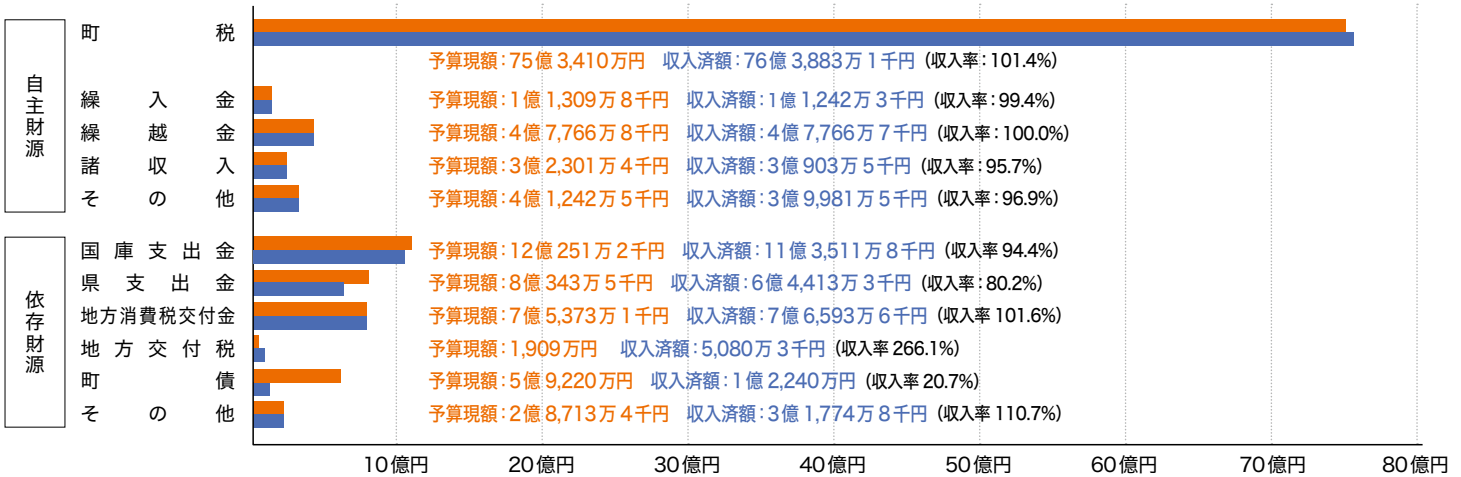 自主財源
町税
予算現額：75億3,410万円 収入済額：76億3,883万1千円（収入率：101.4%）
繰入金 予算現額：1億1,309万8千円 収入済額：1億1,242万3千円（収入率：99.4%）
繰越金 予算現額：4億7,766万8千円 収入済額：4億7,766万7千円（収入率：100.0%）
諸収入 予算現額：3億2,301万4千円 収入済額：3億903万5千円（収入率：95.7%）
その他 予算現額：4億1,242万5千円 収入済額：3億9,981万5千円（収入率：96.9%）
依存財源
国庫支出金 予算現額：12億251万2千円 収入済額：11億3,511万8千円（収入率94.4%）
県支出金 予算現額：8億343万5千円 収入済額：6億4,413万3千円（収入率：80.2%）
地方消費税交付金 予算現額：7億5,373万1千円 収入済額：7億6,593万6千円（収入率：101.6%）
地方交付税 予算現額：1,909万円 収入済額：5,080万3千円（収入率266.1%）
町債 予算現額：5億9,220万円 収入済額：1億2,240万円（収入率20.7%）
その他 予算現額：2億8,713万4千円 収入済額：3億1,774万8千円（収入率110.7%）
10億円 20億円 30億円 40億円 50億円 60億円 70億円 80億円